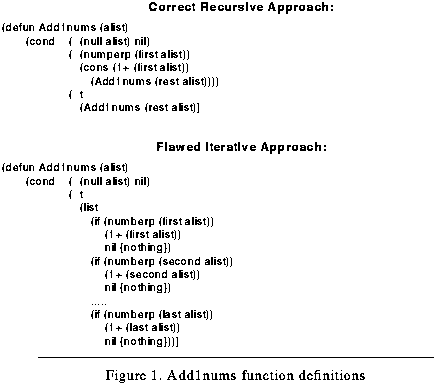 Correct Recursive Approach:
(defun Add1nums (alist)
(cond ( (null alist) nil)
( (numperp (first alist))
(cons (1+ (first alist))
(Add1nums (rest alist))))
( t
(Add1nums (rest alist)]
Flawed Iterative Approach:
(defun Add1nums (alist)
(cond ( (null alist) nil)
( t
(list
(if (numberp (first alist))
(1+ (first alist))
nil {nothing})
(if (numberp (second alist))
(1+ (second alist))
nil {nothing})
.....
(if (numberp (last alist))
(1+ (last alist))
nil {nothing}))]
Figure 1. Add1nums function definitions